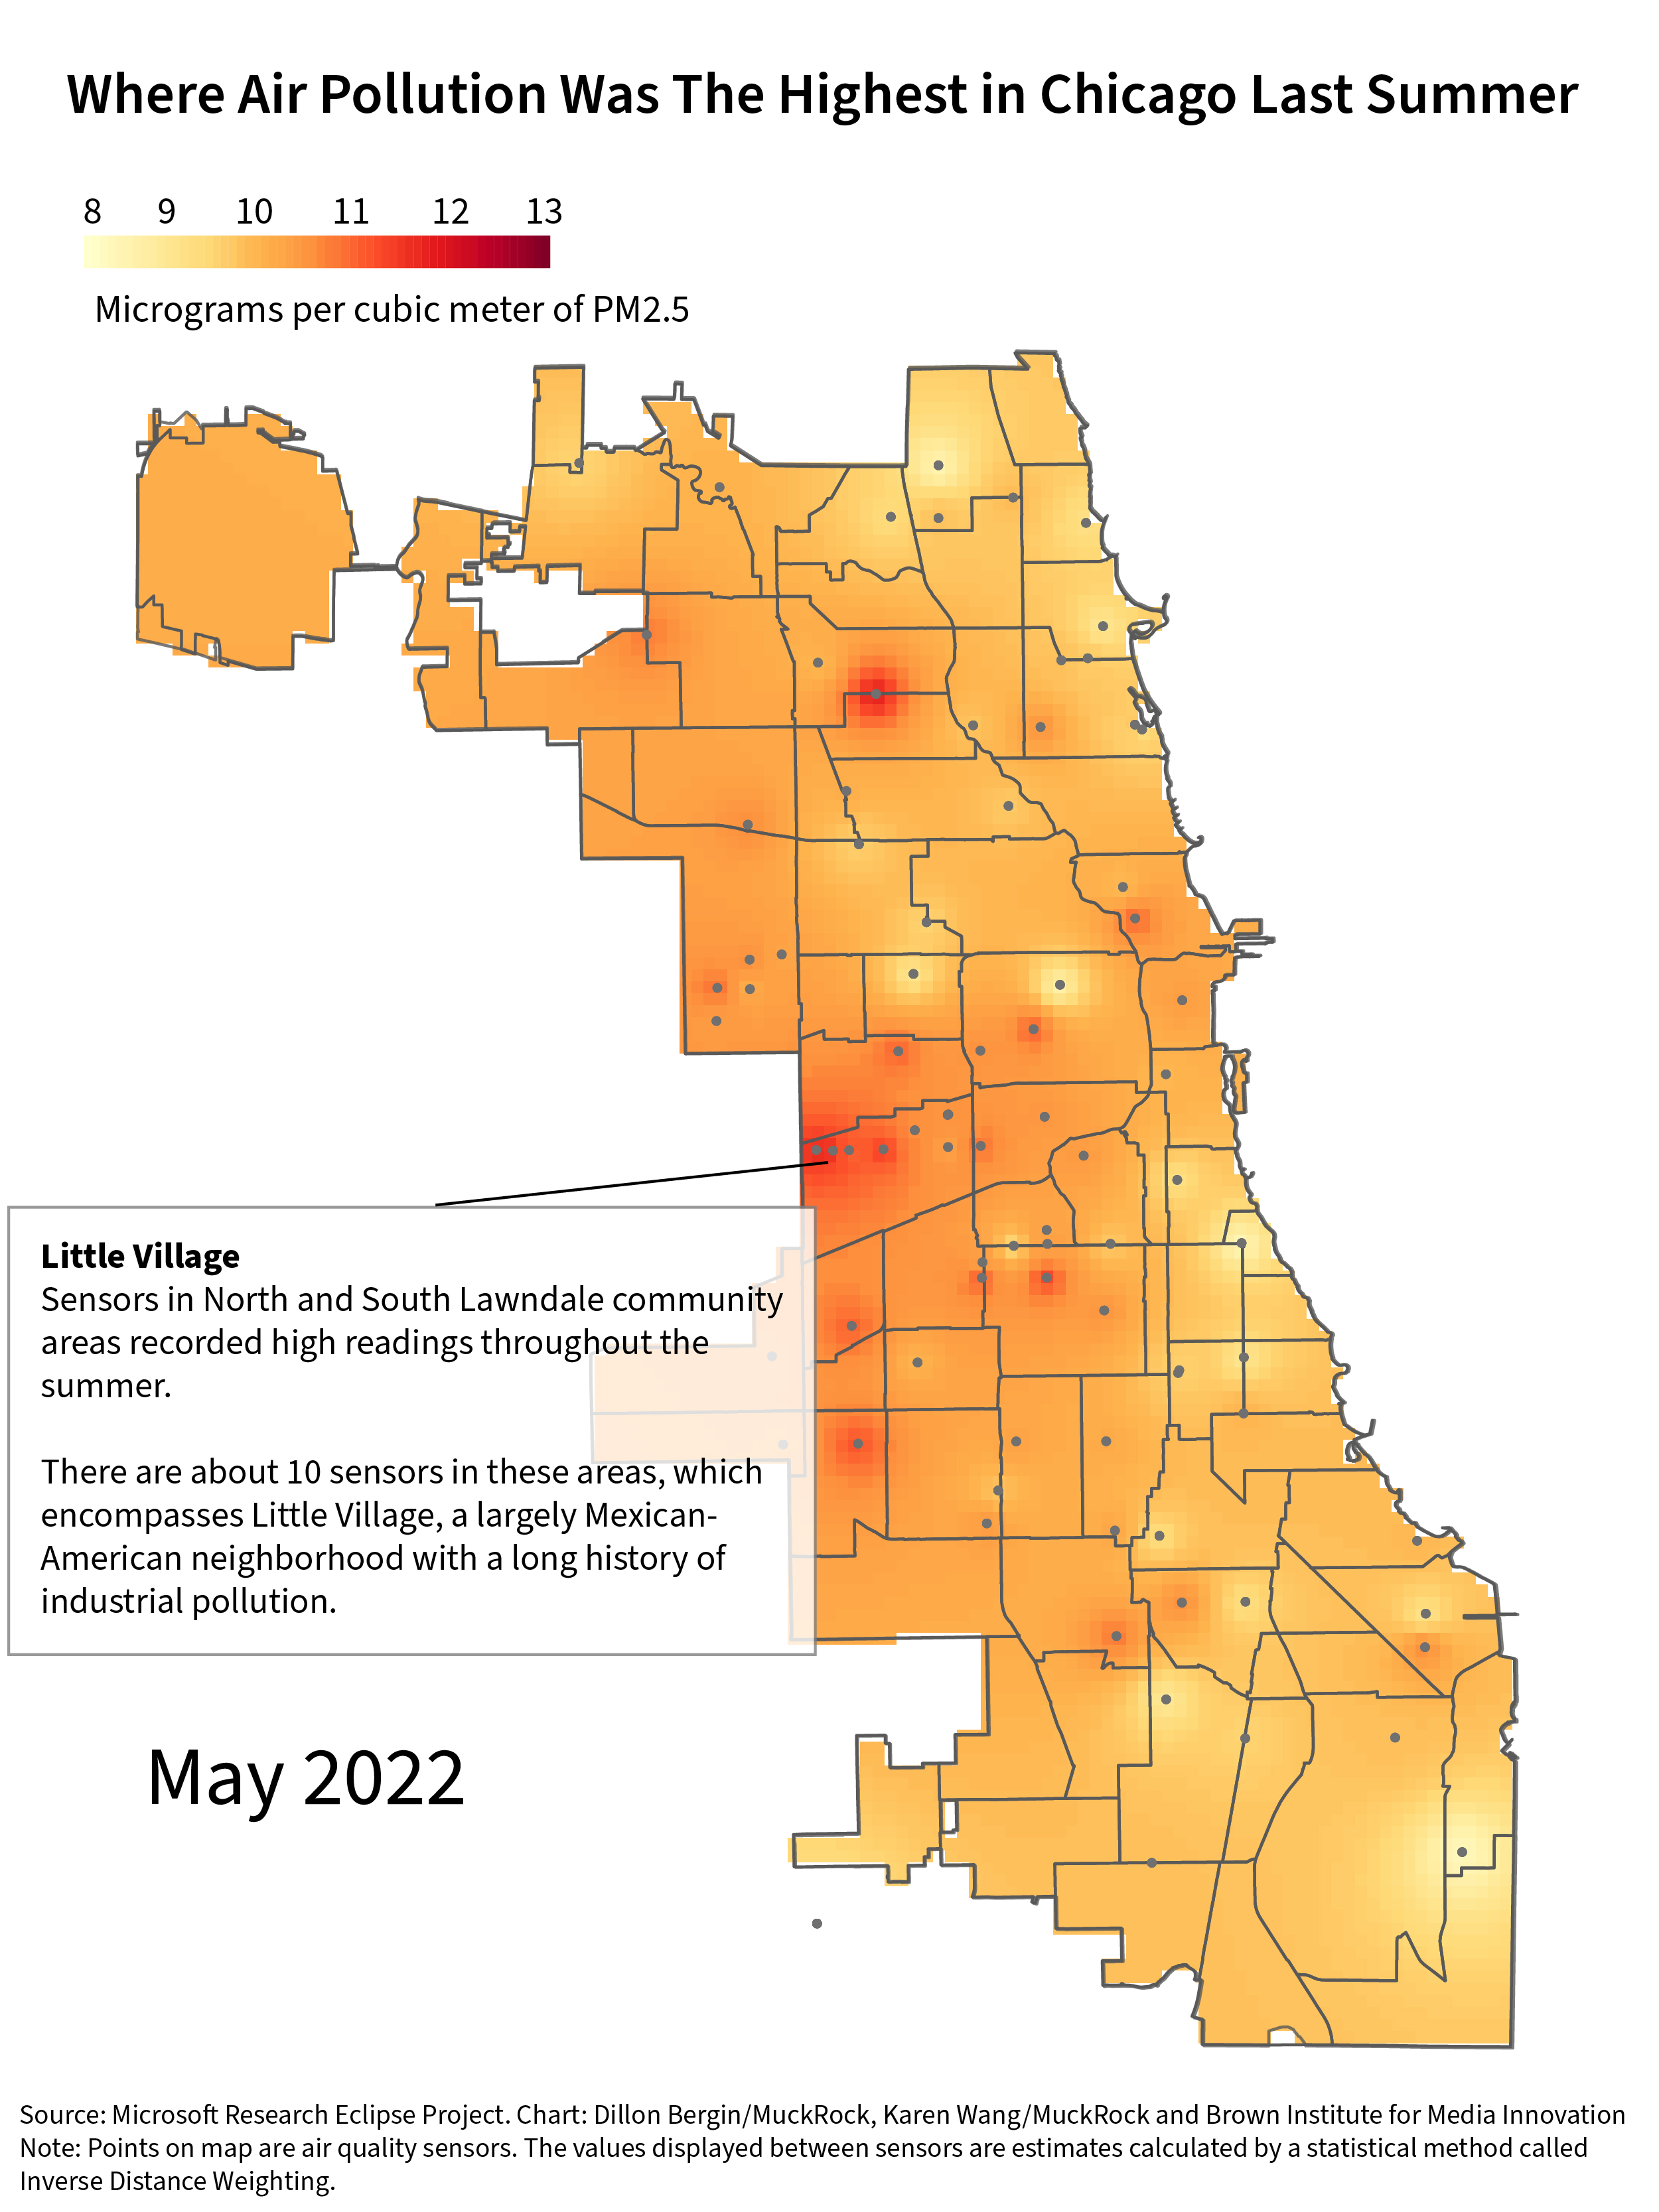 Where Air Pollution Was The Highest in Chicago Last Summer
8 9 10 11 12 13
Micrograms per cubic meter of PM2.5
Little Village
Sensors in North and South Lawndale community
areas recorded high readings throughout the
summer.
There are about 10 sensors in these areas, which
encompasses Little Village, a largely Mexican-
American neighborhood with a long history of
industrial pollution.
May 2022
Source: Microsoft Research Eclipse Project. Chart: Dillon Bergin/MuckRock, Karen Wang/MuckRock and Brown Institute for Media Innovation
Note: Points on map are air quality sensors. The values displayed between sensors are estimates calculated by a statistical method called
Inverse Distance Weighting.